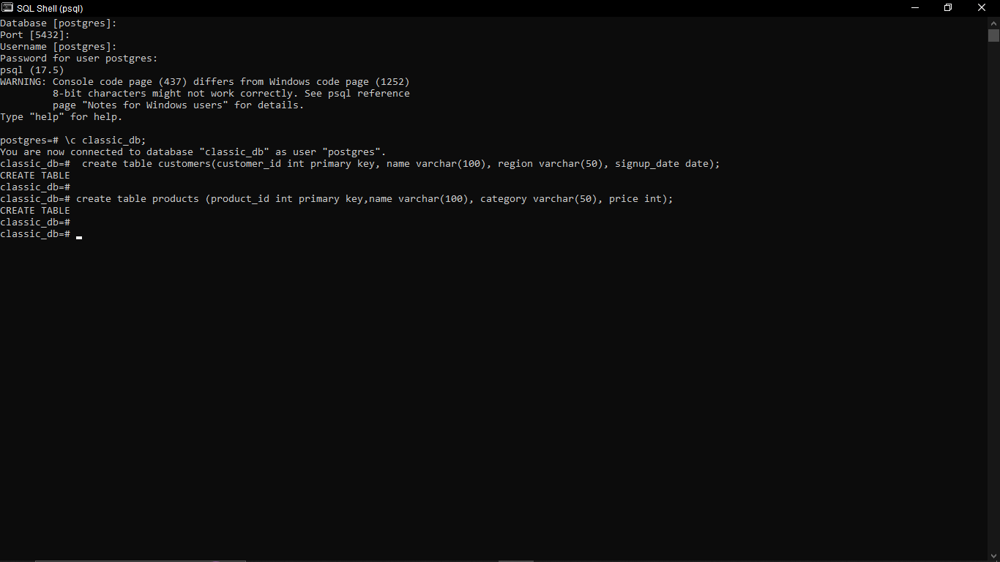 SQL Shell (psql)
Database [postgres]:
Port [5432]:
Username [postgres]:
Password for user postgres:
psql (17.5)
WARNING: Console code page (437) differs from Windows code page (1252)
         8-bit characters might not work correctly. See psql reference
         page "Notes for Windows users" for details.
Type "help" for help.
postgres=# \c classic_db;
You are now connected to database "classic_db" as user "postgres".
classic_db=#  create table customers(customer_id int primary key, name varchar(100), region varchar(50), signup_date date);
CREATE TABLE
classic_db=#
classic_db=# create table products (product_id int primary key,name varchar(100), category varchar(50), price int);
CREATE TABLE
classic_db=#
classic_db=#